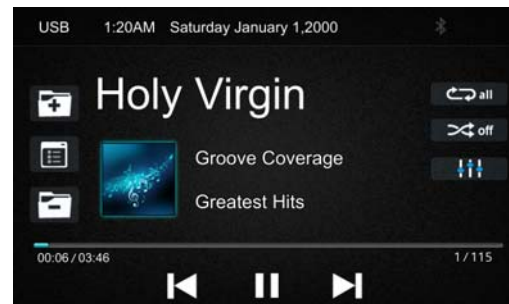 USB 1:20AM Saturday January 1,2000
Holy Virgin
all
off
Groove Coverage
Greatest Hits
00:06/03:46 1/115